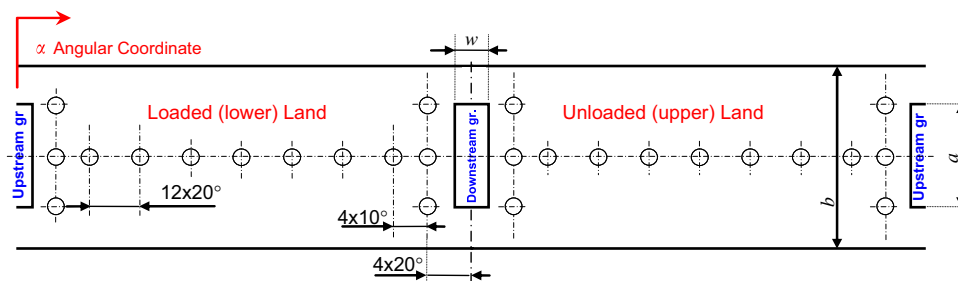 α Angular Coordinate
w
Loaded (lower) Land
Unloaded (upper) Land
Upstream gr
Downstream gr.
Upstream gr
12x20°
4x10°
4x20°
b
a